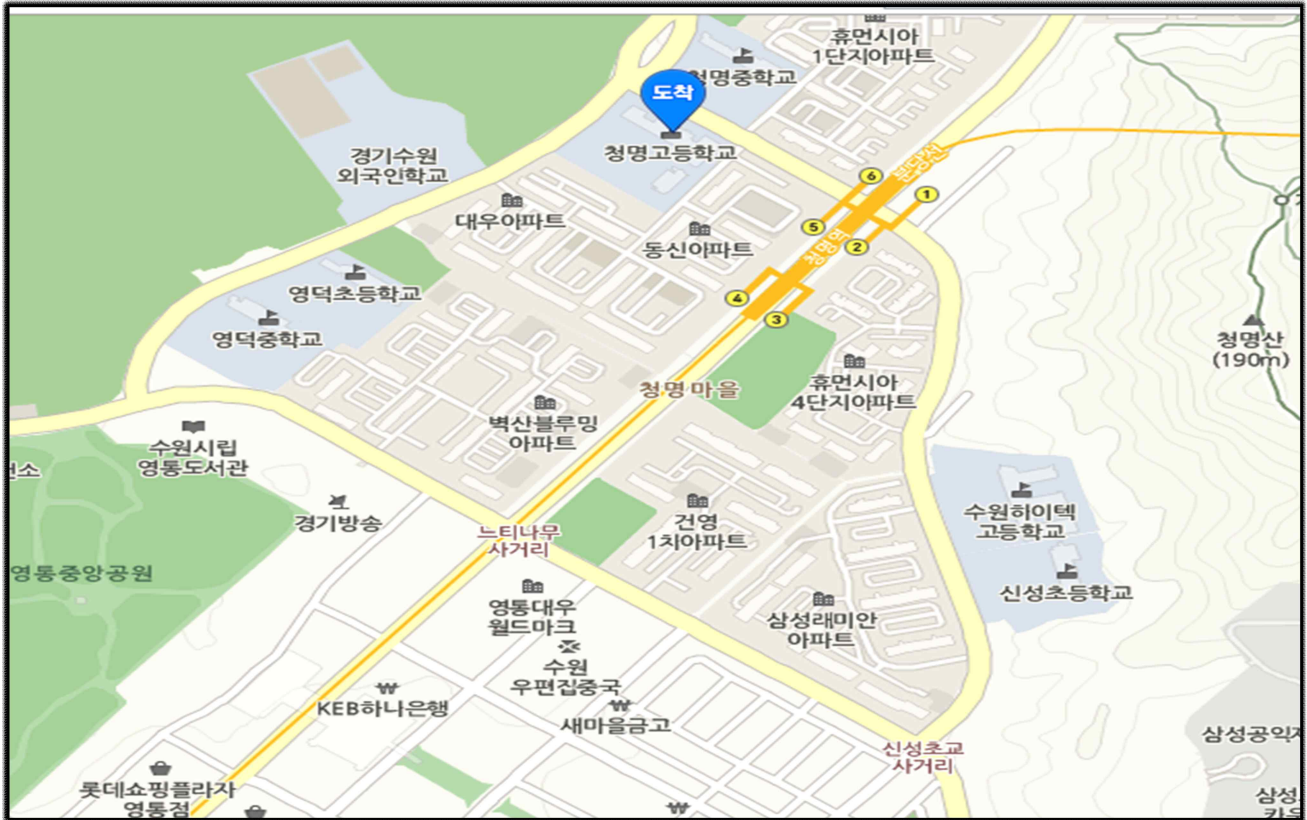 휴먼시아
1단지아파트
청명중학교
도착
청명고등학교
분당선
경기수원
외국인학교
6
1
대우아파트
5
동신아파트
2
청명역
영덕초등학교
4
3
영덕중학교
청명산
(190m)
청명마을
휴먼시아
4단지아파트
벽산블루밍
아파트
수원시립
영통도서관
수원하이텍
고등학교
경기방송
건영
1차아파트
느티나무
사거리
영통중앙공원
신성초등학교
영통대우
월드마크
삼성래미안
아파트
수원
우편집중국
KEB하나은행
새마을금고
신성초교
사거리
삼성공익
롯데쇼핑플라자
영통점
삼성